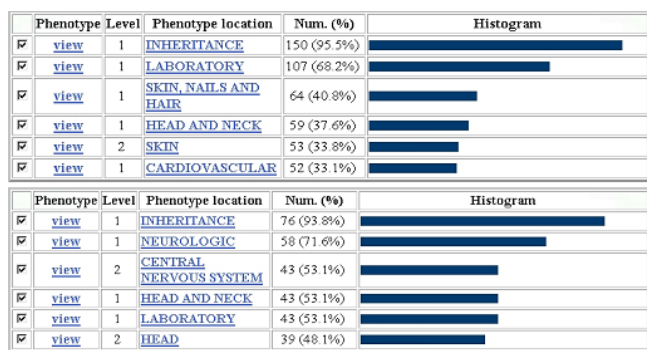 Phenotype Level Phenotype location Num. (%) Histogram
view 1 INHERITANCE 150 (95.5%)
view 1 LABORATORY 107 (68.2%)
view 1 SKIN, NAILS AND HAIR 64 (40.8%)
view 1 HEAD AND NECK 59 (37.6%)
view 2 SKIN 53 (33.8%)
view 1 CARDIOVASCULAR 52 (33.1%)
Phenotype Level Phenotype location Num. (%) Histogram
view 1 INHERITANCE 76 (93.8%)
view 1 NEUROLOGIC 58 (71.6%)
view 2 CENTRAL NERVOUS SYSTEM 43 (53.1%)
view 1 HEAD AND NECK 43 (53.1%)
view 1 LABORATORY 43 (53.1%)
view 2 HEAD 39 (48.1%)